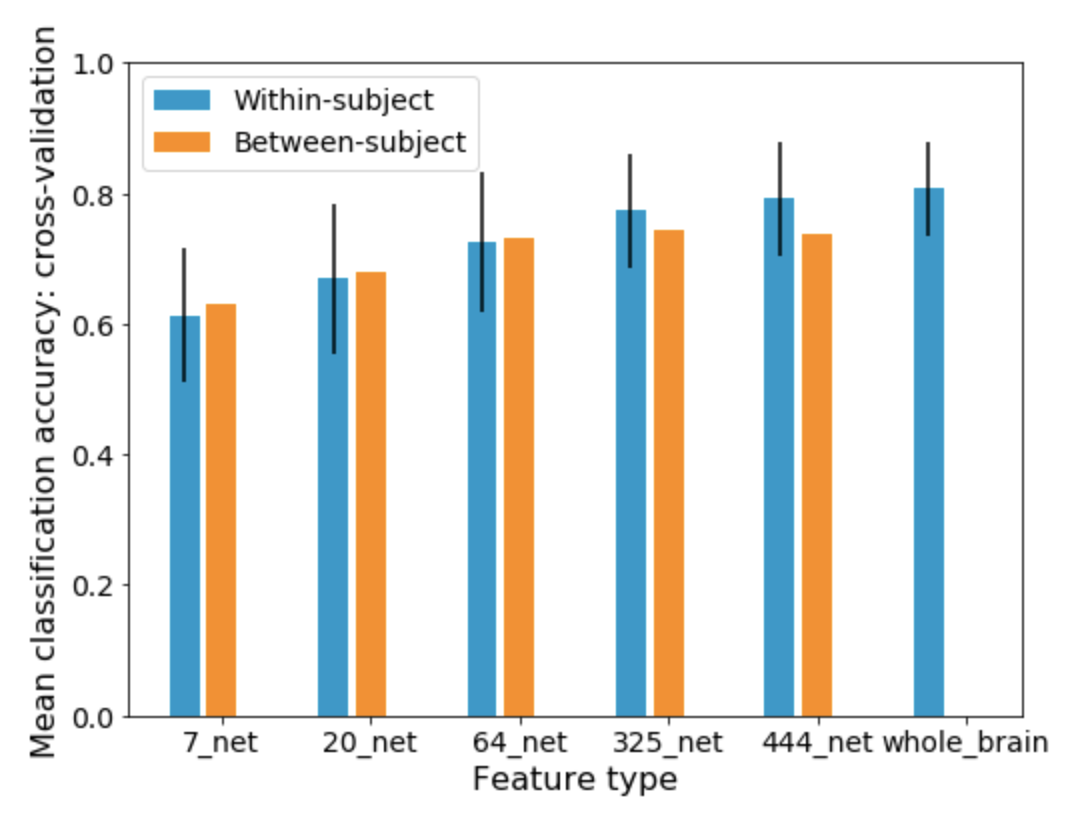 Mean classification accuracy: cross-validation
1.0
0.8
0.6
0.4
0.2
0.0
Within-subject
Between-subject
7_net 20_net 64_net 325_net 444_net whole_brain
Feature type